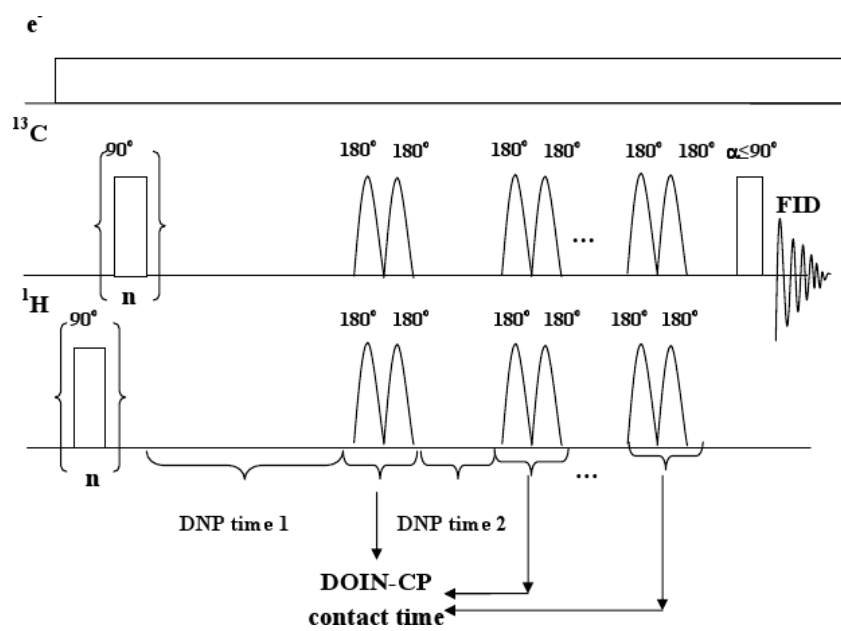 e-
13C
90° 180° 180° 180° 180° 180° 180° α≤90°
... FID
n
1H
90° 180° 180° 180° 180° 180° 180°
n ...
DNP time 1 DNP time 2
DOIN-CP
contact time